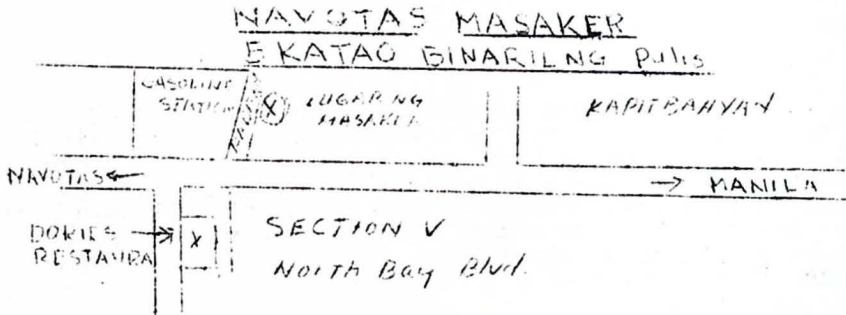 NAVOTAS MASAKER
5 KATAO BINARIL NG Pulis
GASOLINE
STATION
LUGAR NG
MASAKER
KAPITBAHAYAN
NAVOTAS
MANILA
DORIES
RESTAURA
SECTION V
NORTH Bay Blvd.